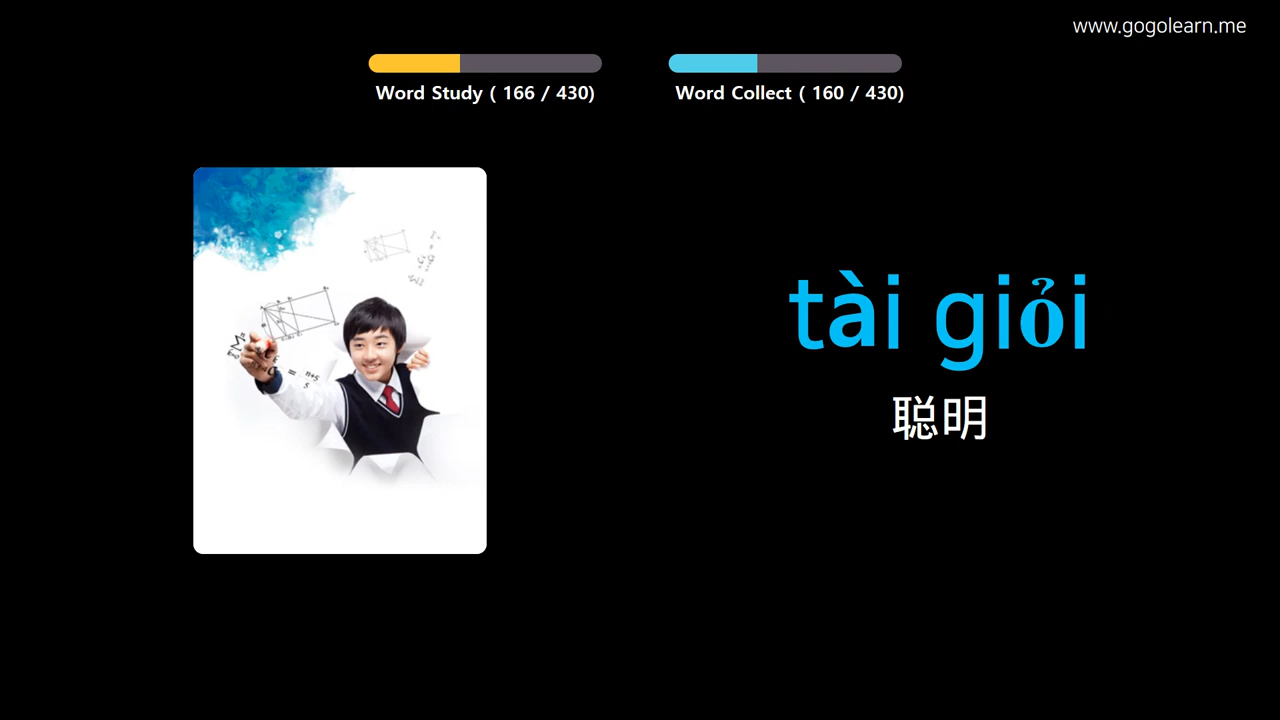 www.gogolearn.me
Word Study ( 166 / 430)
Word Collect ( 160 / 430)
tài giỏi
聪明